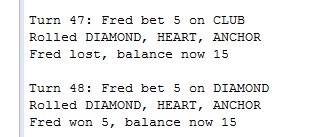 Turn 47: Fred bet 5 on CLUB
Rolled DIAMOND, HEART, ANCHOR
Fred lost, balance now 15
Turn 48: Fred bet 5 on DIAMOND
Rolled DIAMOND, HEART, ANCHOR
Fred won 5, balance now 15